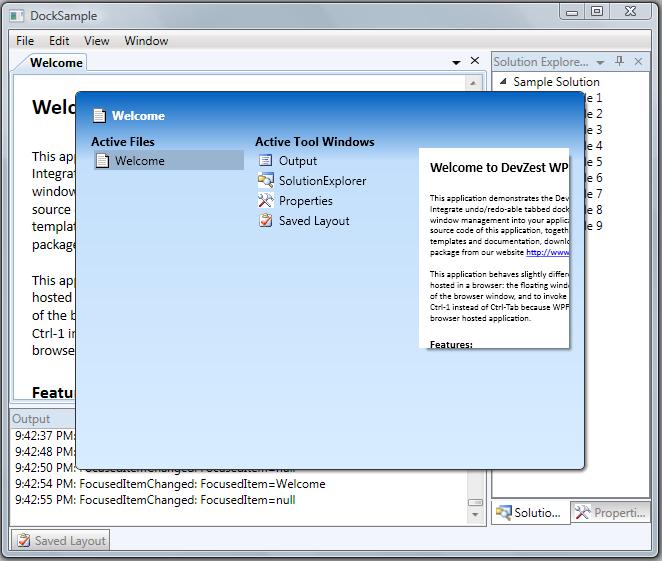 DockSample
File Edit View Window
Welcome
Solution Explore...
Sample Solution
1
2
3
4
5
6
7
8
9
Welc
This app
Integrat
window
source
templat
packag
This app
hosted
of the b
Ctrl-1 in
browse
Featu
Welcome
Active Files
Welcome
Active Tool Windows
Output
SolutionExplorer
Properties
Saved Layout
Welcome to DevZest WP
This application demonstrates the Dev
Integrate undo/redo-able tabbed dock
window management into your applic
source code of this application, togeth
templates and documentation, downlo
package from our website http://www
This application behaves slightly differe
hosted in a browser: the floating windo
of the browser window, and to invoke
Ctrl-1 instead of Ctrl-Tab because WPF
browser hosted application.
Features:
Output
9:42:37 PM:
9:42:48 PM:
9:42:50 PM: FocusedItemChanged: FocusedItem=null
9:42:54 PM: FocusedItemChanged: FocusedItem=Welcome
9:42:55 PM: FocusedItemChanged: FocusedItem=null
Solutio...
Properti...
Saved Layout